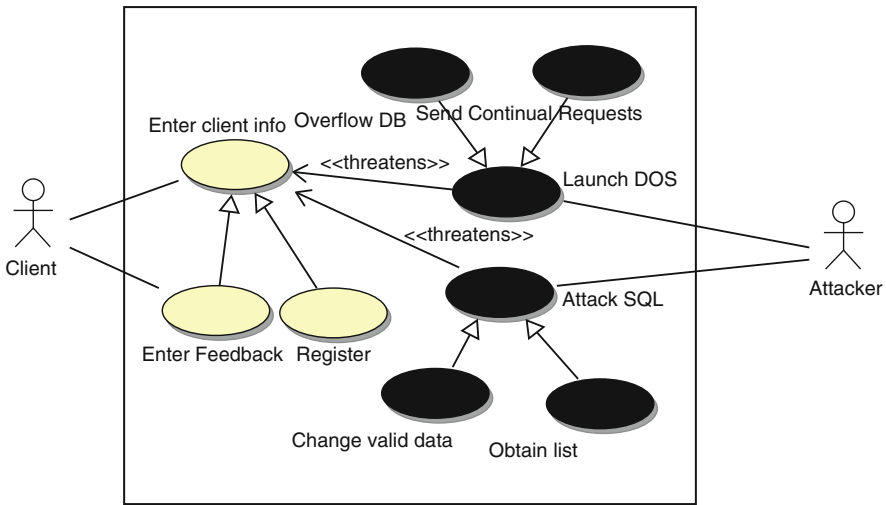 Overflow DB
Send Continual Requests
Enter client info
<<threatens>>
Launch DOS
<<threatens>>
Client
Attacker
Attack SQL
Enter Feedback
Register
Change valid data
Obtain list